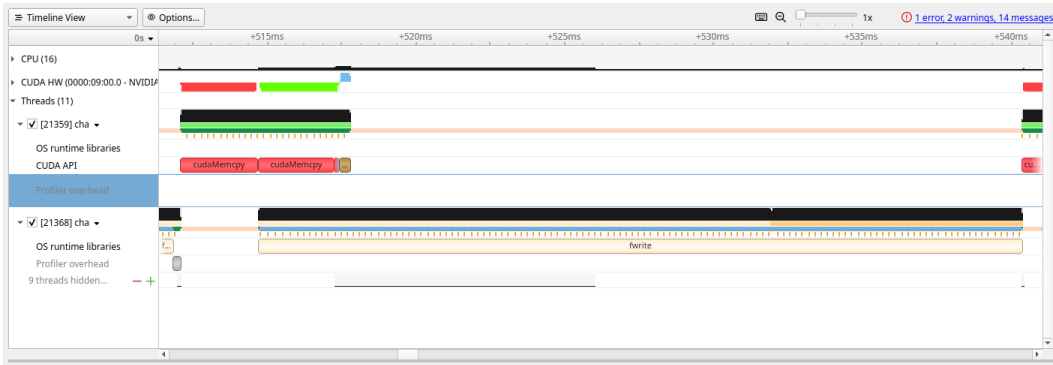 Timeline View
Options...
1x
1 error, 2 warnings, 14 messages
0s
+515ms +520ms +525ms +530ms +535ms +540ms
CPU (16)
CUDA HW (0000:09:00.0 - NVIDIA
Threads (11)
[21359] cha
OS runtime libraries
CUDA API
cudaMemcpy cudaMemcpy ... cu...
Profiler overhead
[21368] cha
OS runtime libraries
f... fwrite
Profiler overhead
9 threads hidden...